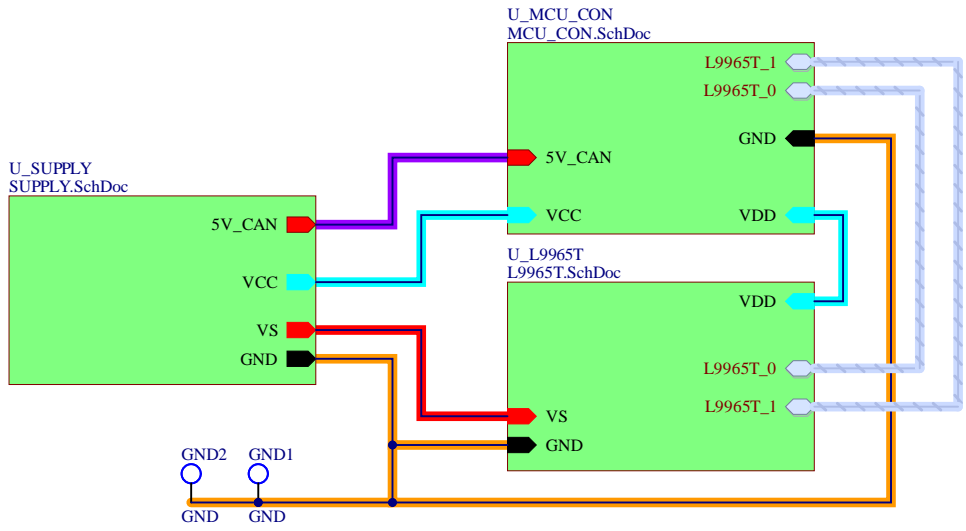 U_MCU_CON
MCU_CON.SchDoc
L9965T_1
L9965T_0
GND
5V_CAN
VCC
VDD
U_SUPPLY
SUPPLY.SchDoc
5V_CAN
VCC
VS
GND
U_L9965T
L9965T.SchDoc
VDD
L9965T_0
L9965T_1
VS
GND
GND2
GND1
GND
GND